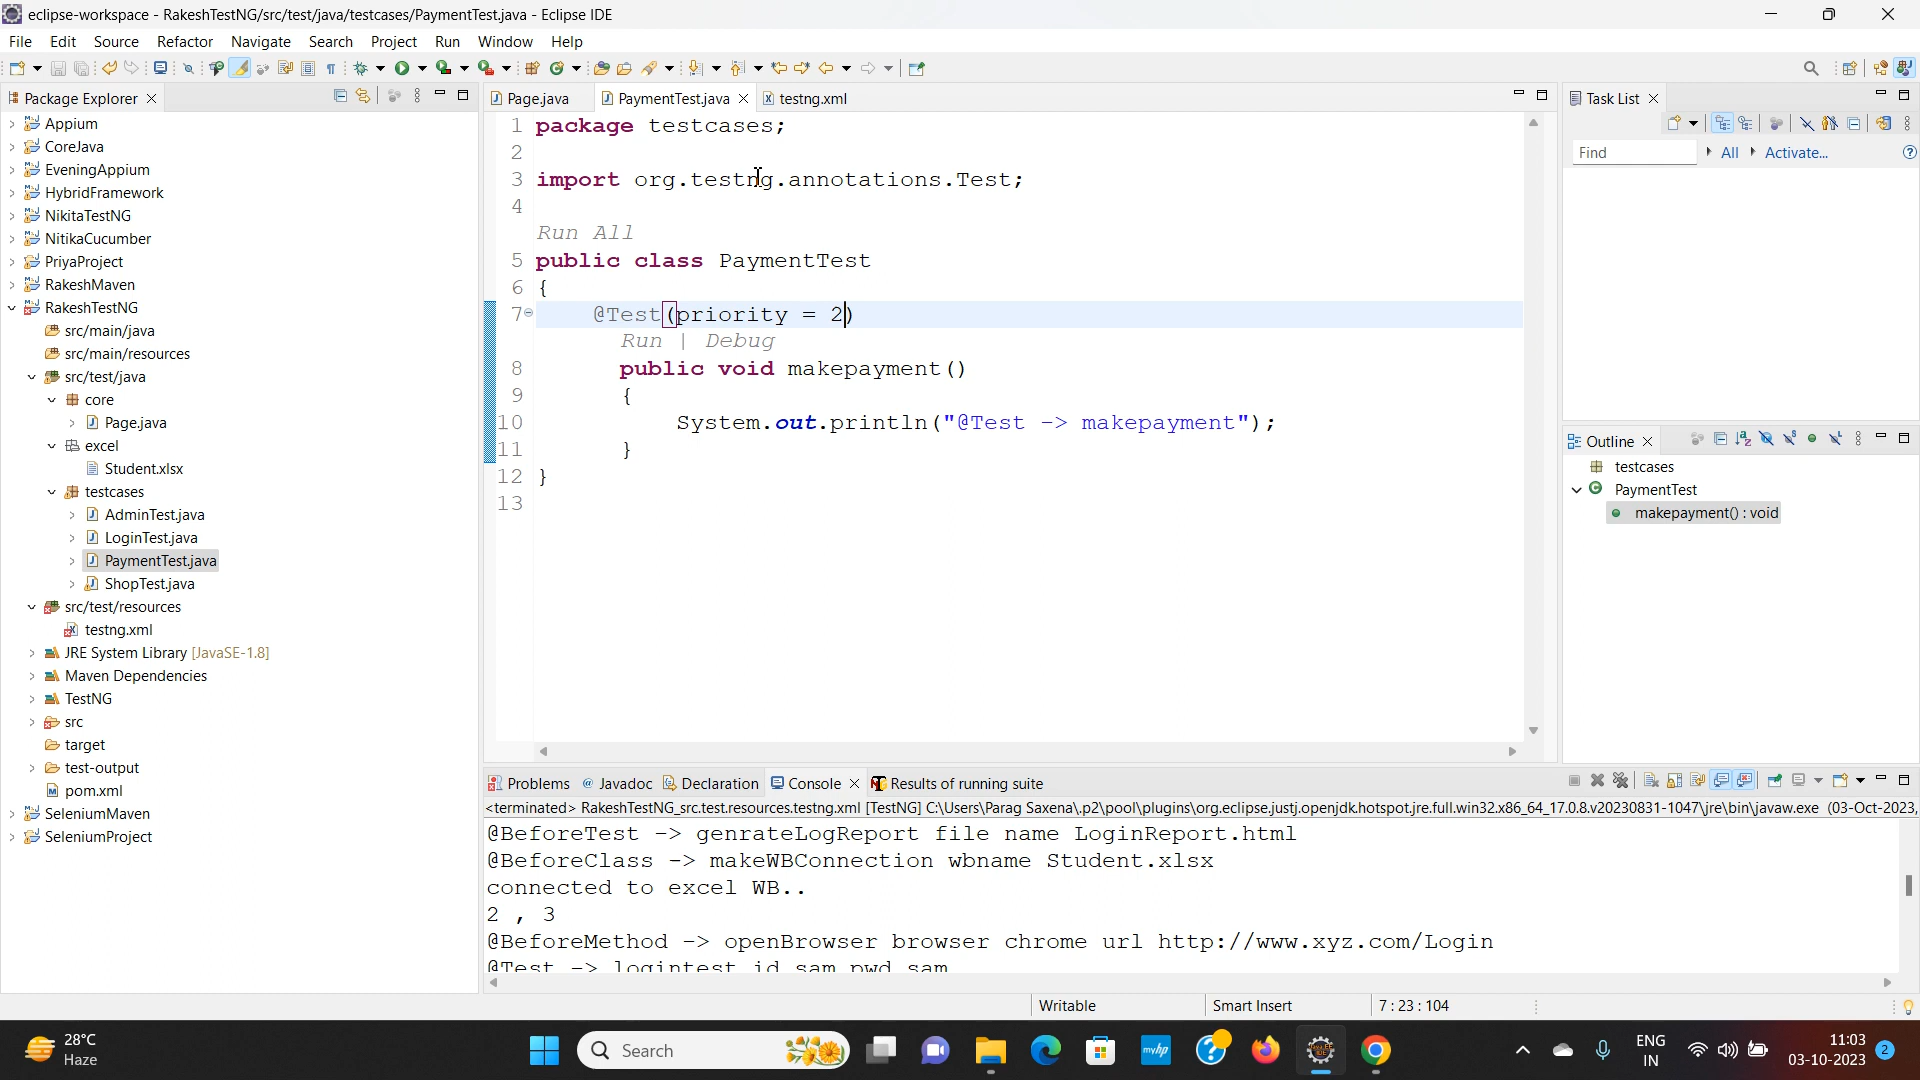 eclipse-workspace - RakeshTestNG/src/test/java/testcases/PaymentTest.java - Eclipse IDE
File Edit Source Refactor Navigate Search Project Run Window Help
Package Explorer
Appium
CoreJava
EveningAppium
HybridFramework
NikitaTestNG
NitikaCucumber
PriyaProject
RakeshMaven
RakeshTestNG
src/main/java
src/main/resources
src/test/java
core
Page.java
excel
Student.xlsx
testcases
AdminTest.java
LoginTest.java
PaymentTest.java
ShopTest.java
src/test/resources
testng.xml
JRE System Library [JavaSE-1.8]
Maven Dependencies
TestNG
src
target
test-output
pom.xml
SeleniumMaven
SeleniumProject
Page.java PaymentTest.java testng.xml
1 package testcases;
2
3 import org.testng.annotations.Test;
4
Run All
5 public class PaymentTest
6 {
7 @Test(priority = 2)
Run | Debug
8 public void makepayment()
9 {
10 System.out.println("@Test -> makepayment");
11 }
12 }
13
Task List
Find All Activate...
Outline
testcases
PaymentTest
makepayment() : void
Problems Javadoc Declaration Console Results of running suite
<terminated> RakeshTestNG_src.test.resources.testng.xml [TestNG] C:\Users\Parag Saxena\.p2\pool\plugins\org.eclipse.justj.openjdk.hotspot.jre.full.win32.x86_64_17.0.8.v20230831-1047\jre\bin\javaw.exe (03-Oct-2023,
@BeforeTest -> genrateLogReport file name LoginReport.html
@BeforeClass -> makeWBConnection wbname Student.xlsx
connected to excel WB..
2 , 3
@BeforeMethod -> openBrowser browser chrome url http://www.xyz.com/Login
@Test -> logintest id sam pwd sam
Writable Smart Insert 7 : 23 : 104
28°C
Haze
Search
myhp
ENG
IN
11:03
03-10-2023
2